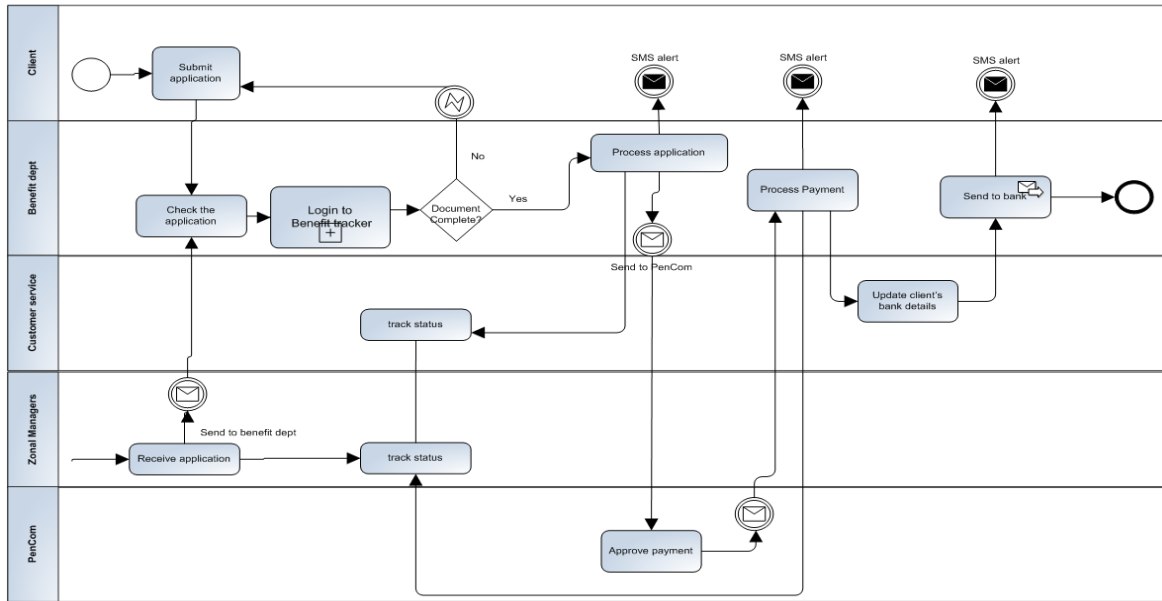 Client
Submit
application
SMS alert
SMS alert
SMS alert
Benefit dept
Check the
application
Login to
Benefit tracker
No
Document
Complete?
Yes
Process application
Send to PenCom
Process Payment
Send to bank
Customer service
track status
Update client's
bank details
Zonal Managers
Send to benefit dept
Receive application
track status
PenCom
Approve payment